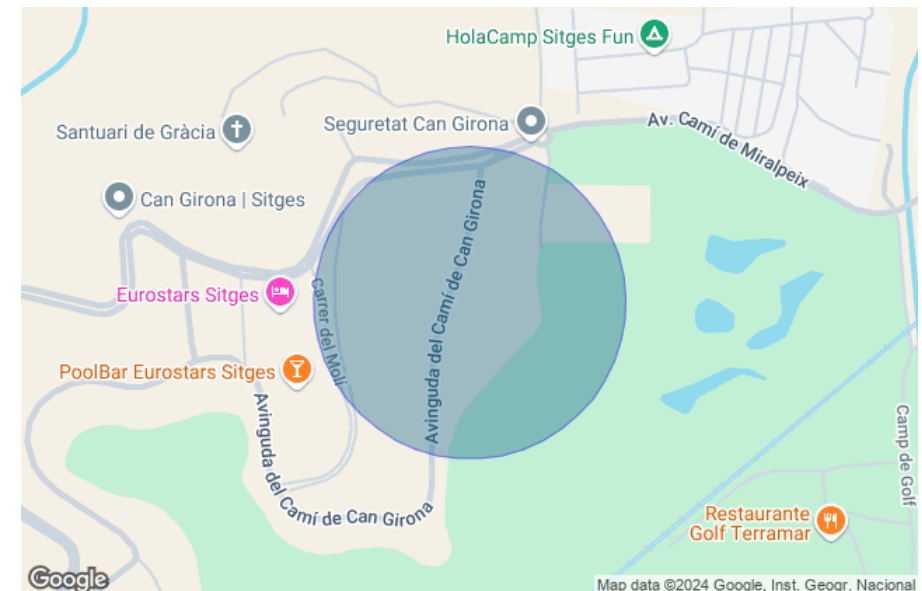 HolaCamp Sitges Fun
Santuari de Gràcia
Seguretat Can Girona
Av. Camí de Miralpeix
Can Girona | Sitges
Avinguda del Camí de Can Girona
Eurostars Sitges
Carrer del Molí
PoolBar Eurostars Sitges
Avinguda del Camí de Can Girona
Camp de Golf
Restaurante
Golf Terramar
Google
Map data ©2024 Google, Inst. Geogr. Nacional